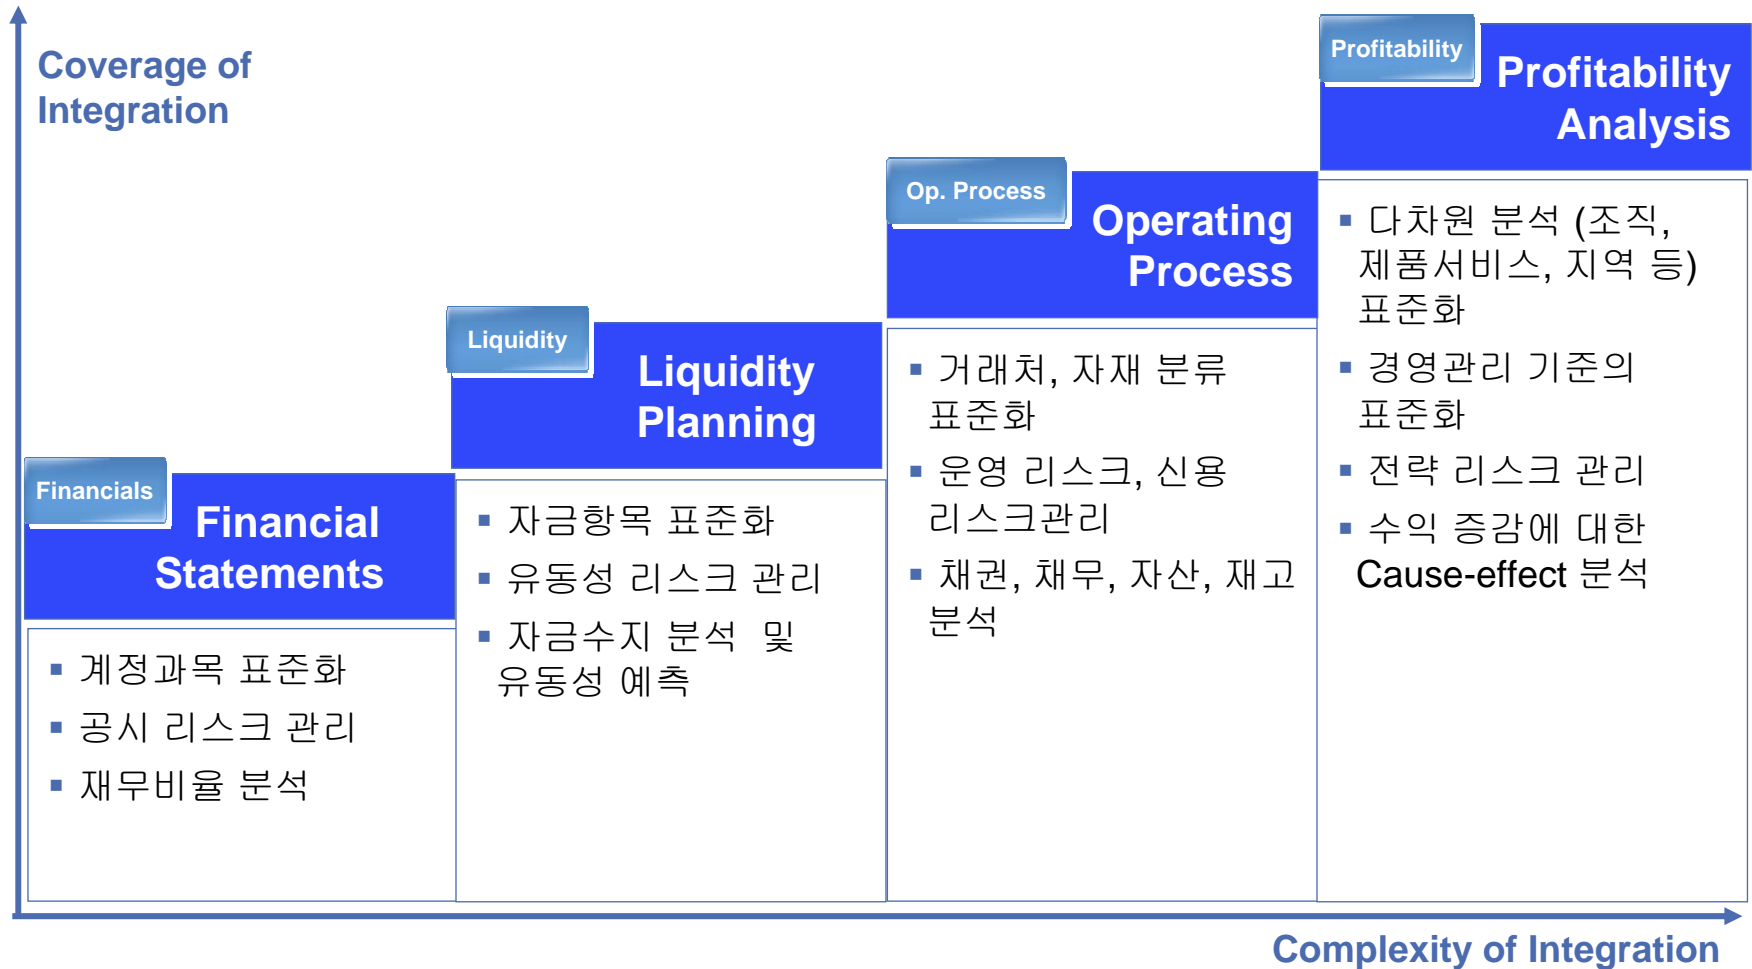 Coverage of
Integration
Financials
Financial
Statements
▪ 계정과목 표준화
▪ 공시 리스크 관리
▪ 재무비율 분석
Liquidity
Liquidity
Planning
▪ 자금항목 표준화
▪ 유동성 리스크 관리
▪ 자금수지 분석 및
유동성 예측
Op. Process
Operating
Process
▪ 거래처, 자재 분류
표준화
▪ 운영 리스크, 신용
리스크관리
▪ 채권, 채무, 자산, 재고
분석
Profitability
Profitability
Analysis
▪ 다차원 분석 (조직,
제품서비스, 지역 등)
표준화
▪ 경영관리 기준의
표준화
▪ 전략 리스크 관리
▪ 수익 증감에 대한
Cause-effect 분석
Complexity of Integration